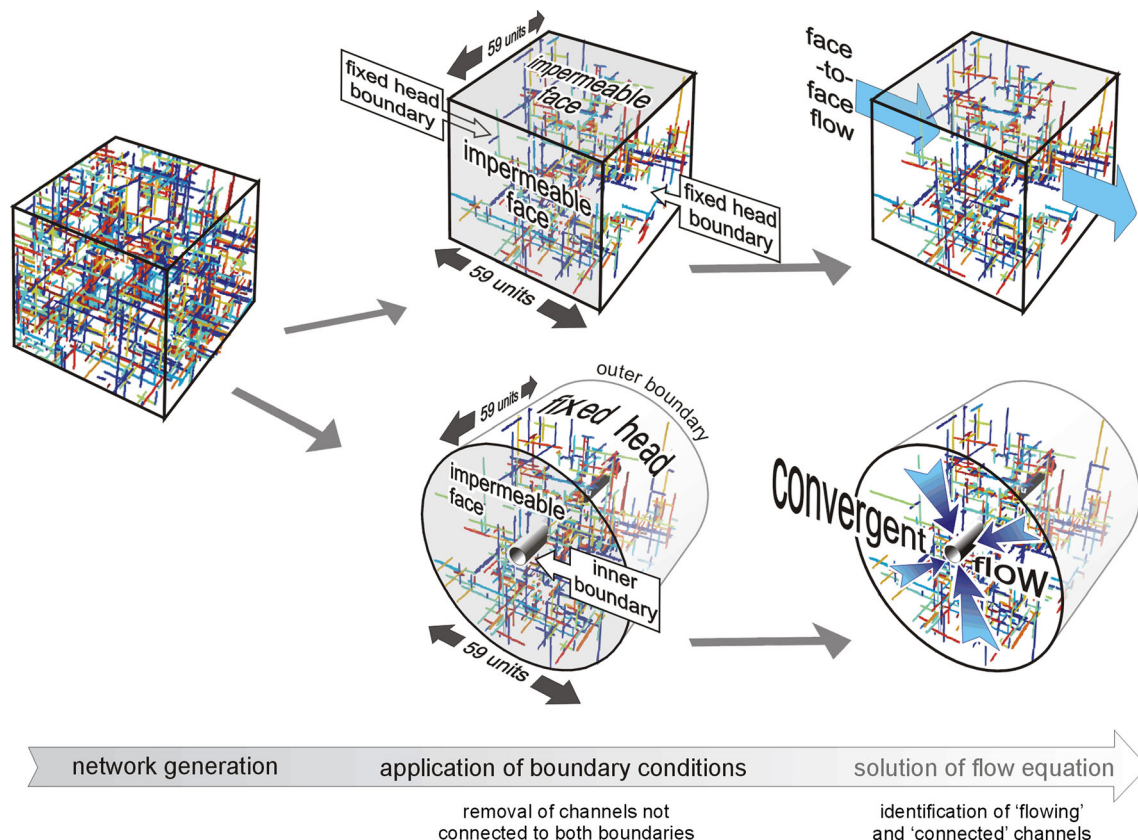 59 units
fixed head
boundary
impermeable
face
impermeable
face
fixed head
boundary
59 units
face
-to-
face
flow
outer boundary
59 units
fixed head
impermeable
face
inner
boundary
59 units
convergent
flow
network generation
application of boundary conditions
solution of flow equation
removal of channels not
connected to both boundaries
identification of ‘flowing’
and ‘connected’ channels